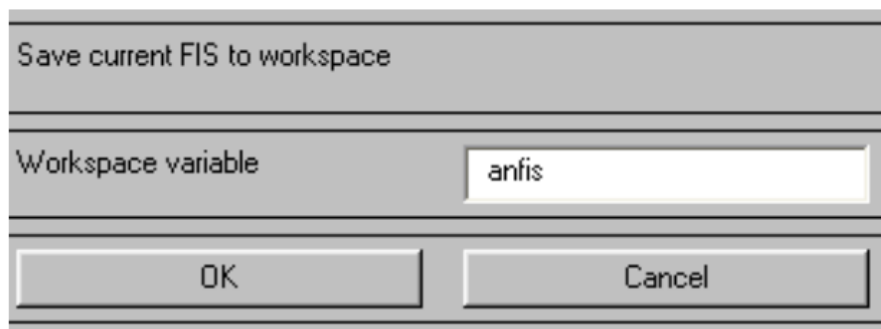 Save current FIS to workspace
Workspace variable
anfis
OK
Cancel